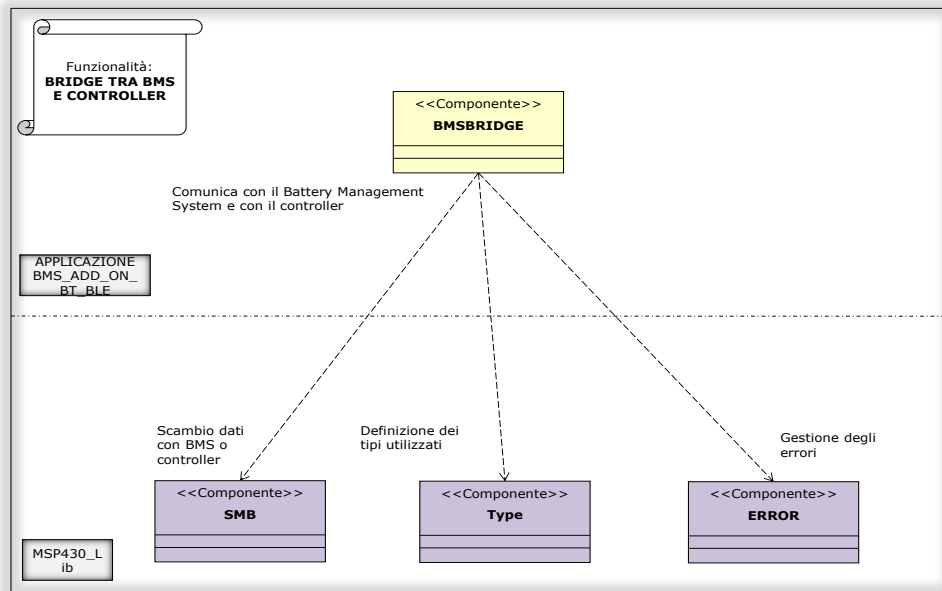 Funzionalità:
BRIDGE TRA BMS
E CONTROLLER
<<Componente>>
BMSBRIDGE
Comunica con il Battery Management
System e con il controller
APPLICAZIONE
BMS_ADD_ON_
BT_BLE
Scambio dati
con BMS o
controller
Definizione dei
tipi utilizzati
Gestione degli
errori
<<Componente>>
SMB
<<Componente>>
Type
<<Componente>>
ERROR
MSP430_L
ib